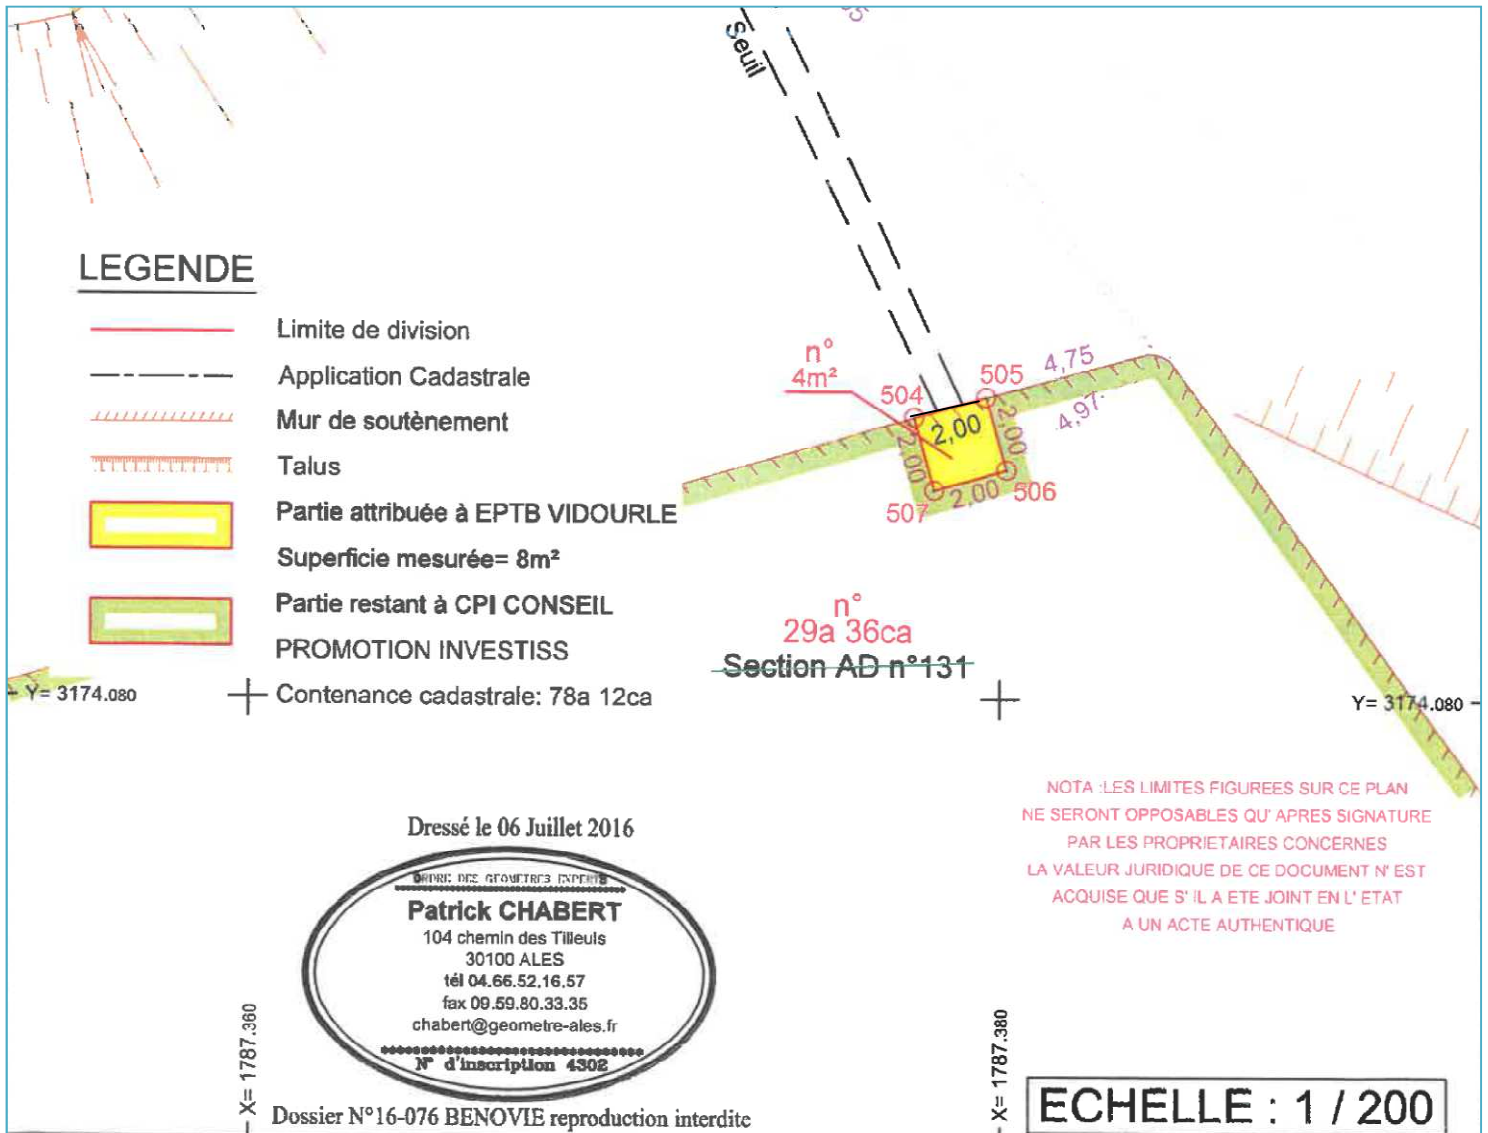 Seuil
LEGENDE
Limite de division
Application Cadastrale
Mur de soutènement
Talus
Partie attribuée à EPTB VIDOURLE
Superficie mesurée= 8m²
Partie restant à CPI CONSEIL
PROMOTION INVESTISS
Contenance cadastrale: 78a 12ca
Y= 3174.080
n°
4m²
504
505
4,75
4,97
2,00
2,00
2,00
2,00
507
506
n°
29a 36ca
Section AD n°131
Y= 3174.080
NOTA :LES LIMITES FIGUREES SUR CE PLAN
NE SERONT OPPOSABLES QU' APRES SIGNATURE
PAR LES PROPRIETAIRES CONCERNES
LA VALEUR JURIDIQUE DE CE DOCUMENT N' EST
ACQUISE QUE S' IL A ETE JOINT EN L' ETAT
A UN ACTE AUTHENTIQUE
Dressé le 06 Juillet 2016
ORDRE DES GEOMETRES EXPERTS
Patrick CHABERT
104 chemin des Tilleuls
30100 ALES
tél 04.66.52.16.57
fax 09.59.80.33.35
chabert@geometre-ales.fr
N° d'inscription 4302
X= 1787.360
Dossier N°16-076 BENOVIE reproduction interdite
X= 1787.380
ECHELLE : 1 / 200